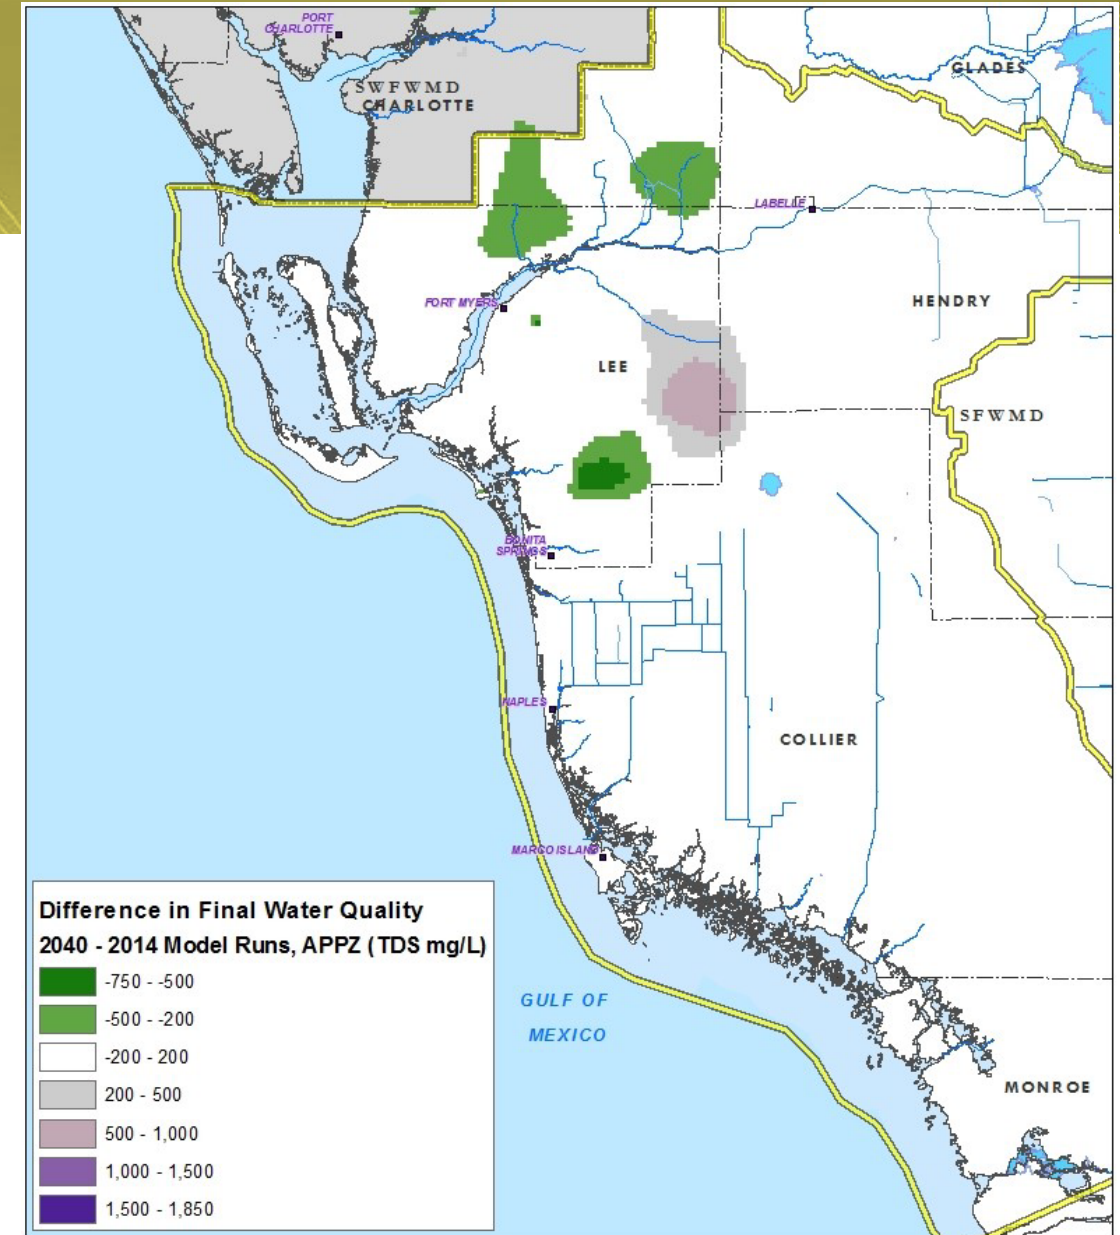 PORT
CHARLOTTE
SWFWMD
CHARLOTTE
GLADES
LABELLE
FORT MYERS
HENDRY
LEE
SFWMD
BONITA
SPRINGS
NAPLES
COLLIER
MARCO ISLAND
Difference in Final Water Quality
2040 - 2014 Model Runs, APPZ (TDS mg/L)
-750 - -500
-500 - -200
-200 - 200
200 - 500
500 - 1,000
1,000 - 1,500
1,500 - 1,850
GULF OF
MEXICO
MONROE